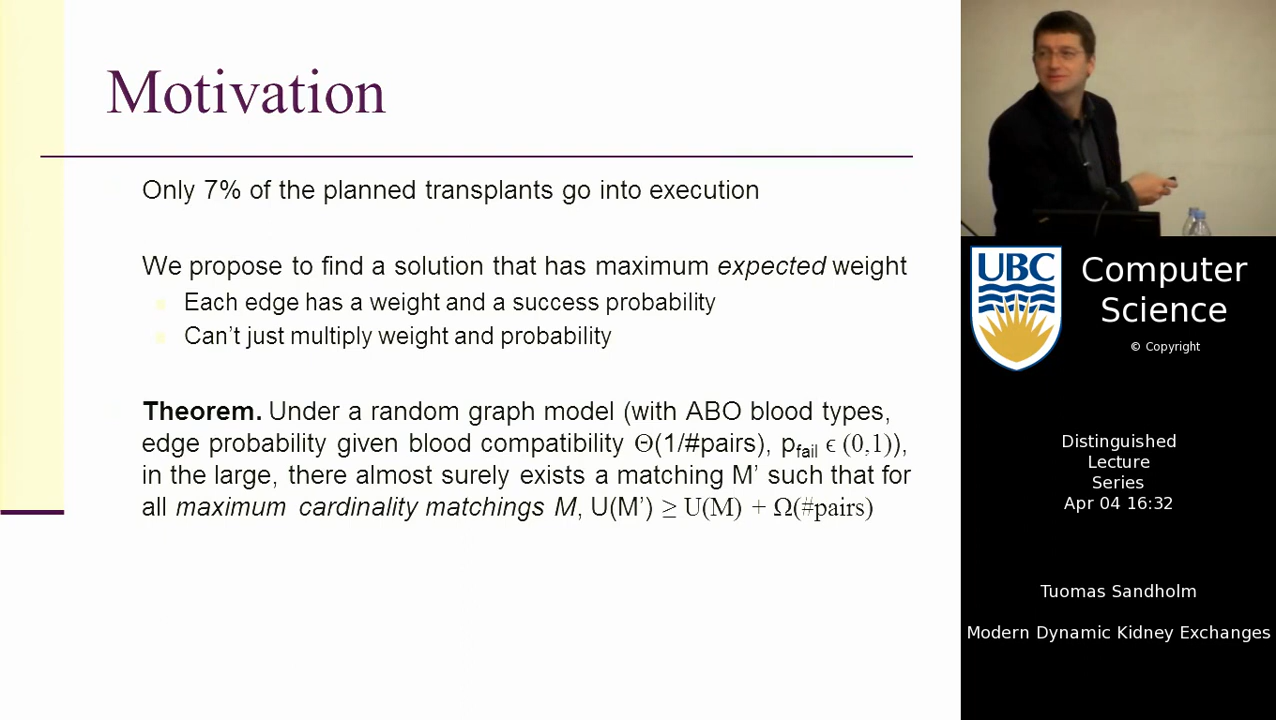 Motivation
Only 7% of the planned transplants go into execution
We propose to find a solution that has maximum expected weight
Each edge has a weight and a success probability
Can't just multiply weight and probability
Theorem. Under a random graph model (with ABO blood types,
edge probability given blood compatibility Θ(1/#pairs), pfail ϵ (0,1)),
in the large, there almost surely exists a matching M’ such that for
all maximum cardinality matchings M, U(M’) ≥ U(M) + Ω(#pairs)
UBC
Computer
Science
© Copyright
Distinguished
Lecture
Series
Apr 04 16:32
Tuomas Sandholm
Modern Dynamic Kidney Exchanges